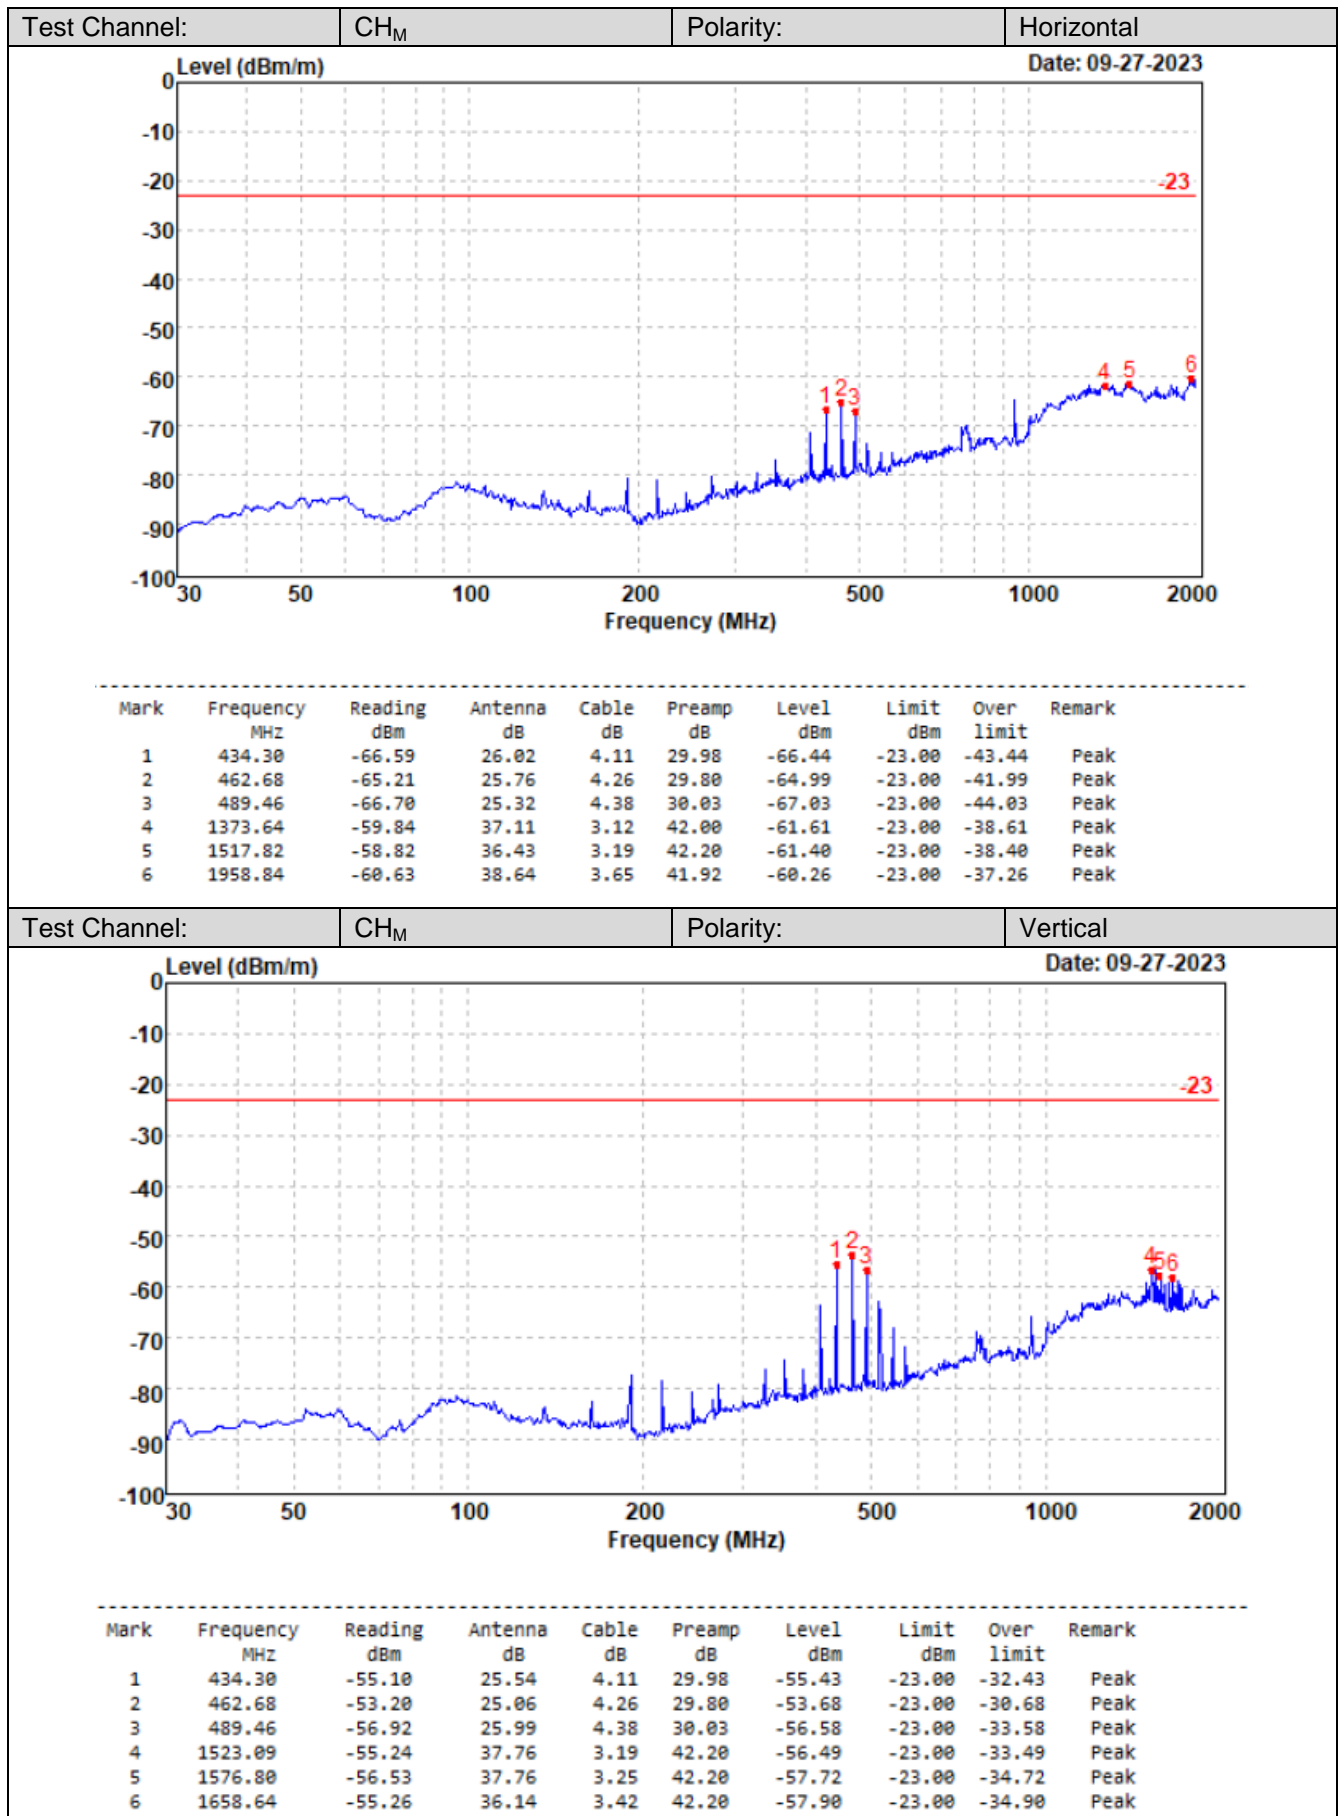 Test Channel: CHM Polarity: Horizontal
Level (dBm/m) Date: 09-27-2023
0
-10
-20
-23
-30
-40
-50
-60
-70
-80
-90
-100
1 2 3 4 5 6
30 50 100 200 500 1000 2000
Frequency (MHz)
Mark Frequency Reading Antenna Cable Preamp Level Limit Over Remark
MHz dBm dB dB dB dBm dBm limit
1 434.30 -66.59 26.02 4.11 29.98 -66.44 -23.00 -43.44 Peak
2 462.68 -65.21 25.76 4.26 29.80 -64.99 -23.00 -41.99 Peak
3 489.46 -66.70 25.32 4.38 30.03 -67.03 -23.00 -44.03 Peak
4 1373.64 -59.84 37.11 3.12 42.00 -61.61 -23.00 -38.61 Peak
5 1517.82 -58.82 36.43 3.19 42.20 -61.40 -23.00 -38.40 Peak
6 1958.84 -60.63 38.64 3.65 41.92 -60.26 -23.00 -37.26 Peak
Test Channel: CHM Polarity: Vertical
Level (dBm/m) Date: 09-27-2023
0
-10
-20
-23
-30
-40
-50
-60
-70
-80
-90
-100
1 2 3 4 5 6
30 50 100 200 500 1000 2000
Frequency (MHz)
Mark Frequency Reading Antenna Cable Preamp Level Limit Over Remark
MHz dBm dB dB dB dBm dBm limit
1 434.30 -55.10 25.54 4.11 29.98 -55.43 -23.00 -32.43 Peak
2 462.68 -53.20 25.06 4.26 29.80 -53.68 -23.00 -30.68 Peak
3 489.46 -56.92 25.99 4.38 30.03 -56.58 -23.00 -33.58 Peak
4 1523.09 -55.24 37.76 3.19 42.20 -56.49 -23.00 -33.49 Peak
5 1576.80 -56.53 37.76 3.25 42.20 -57.72 -23.00 -34.72 Peak
6 1658.64 -55.26 36.14 3.42 42.20 -57.90 -23.00 -34.90 Peak